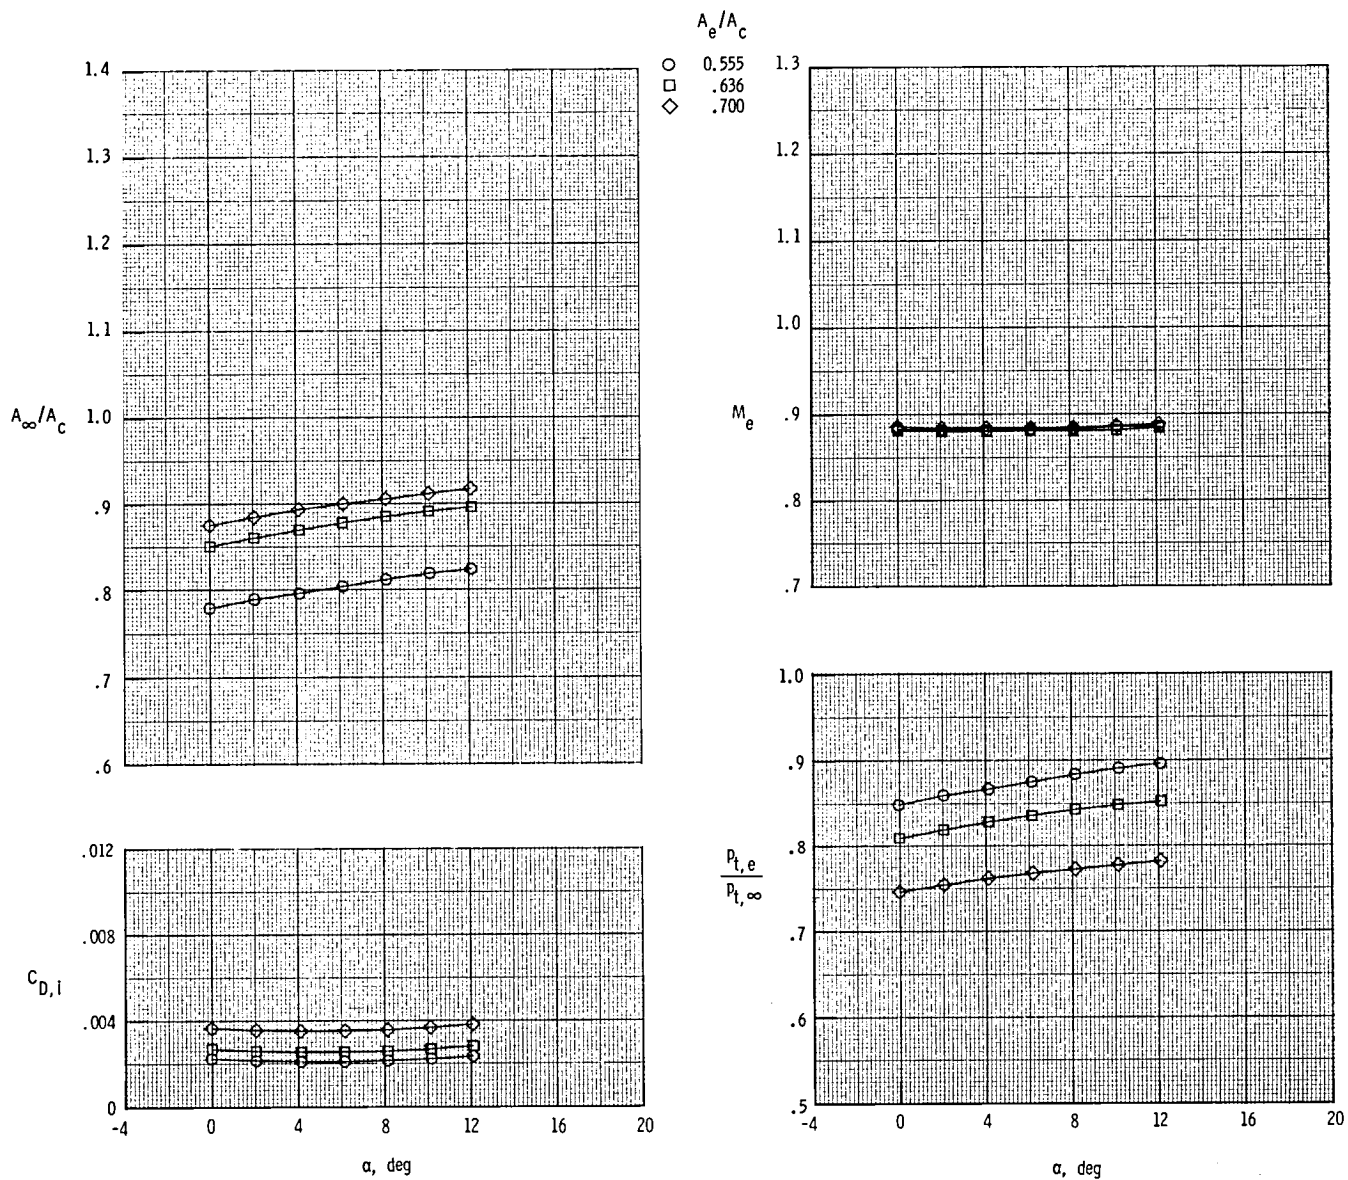 A_e/A_c
0.555
.636
.700
1.4
1.3
1.2
1.1
1.0
.9
.8
.7
.6
A_∞/A_c
1.3
1.2
1.1
1.0
.9
.8
.7
M_e
.012
.008
.004
0
C_D,i
-4 0 4 8 12 16 20
α, deg
1.0
.9
.8
.7
.6
.5
p_t,e
p_t,∞
-4 0 4 8 12 16 20
α, deg